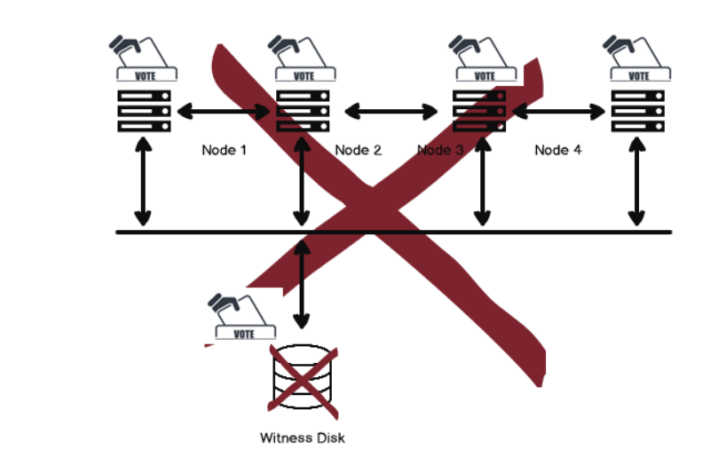 VOTE
VOTE
VOTE
VOTE
Node 1
Node 2
Node 3
Node 4
VOTE
Witness Disk